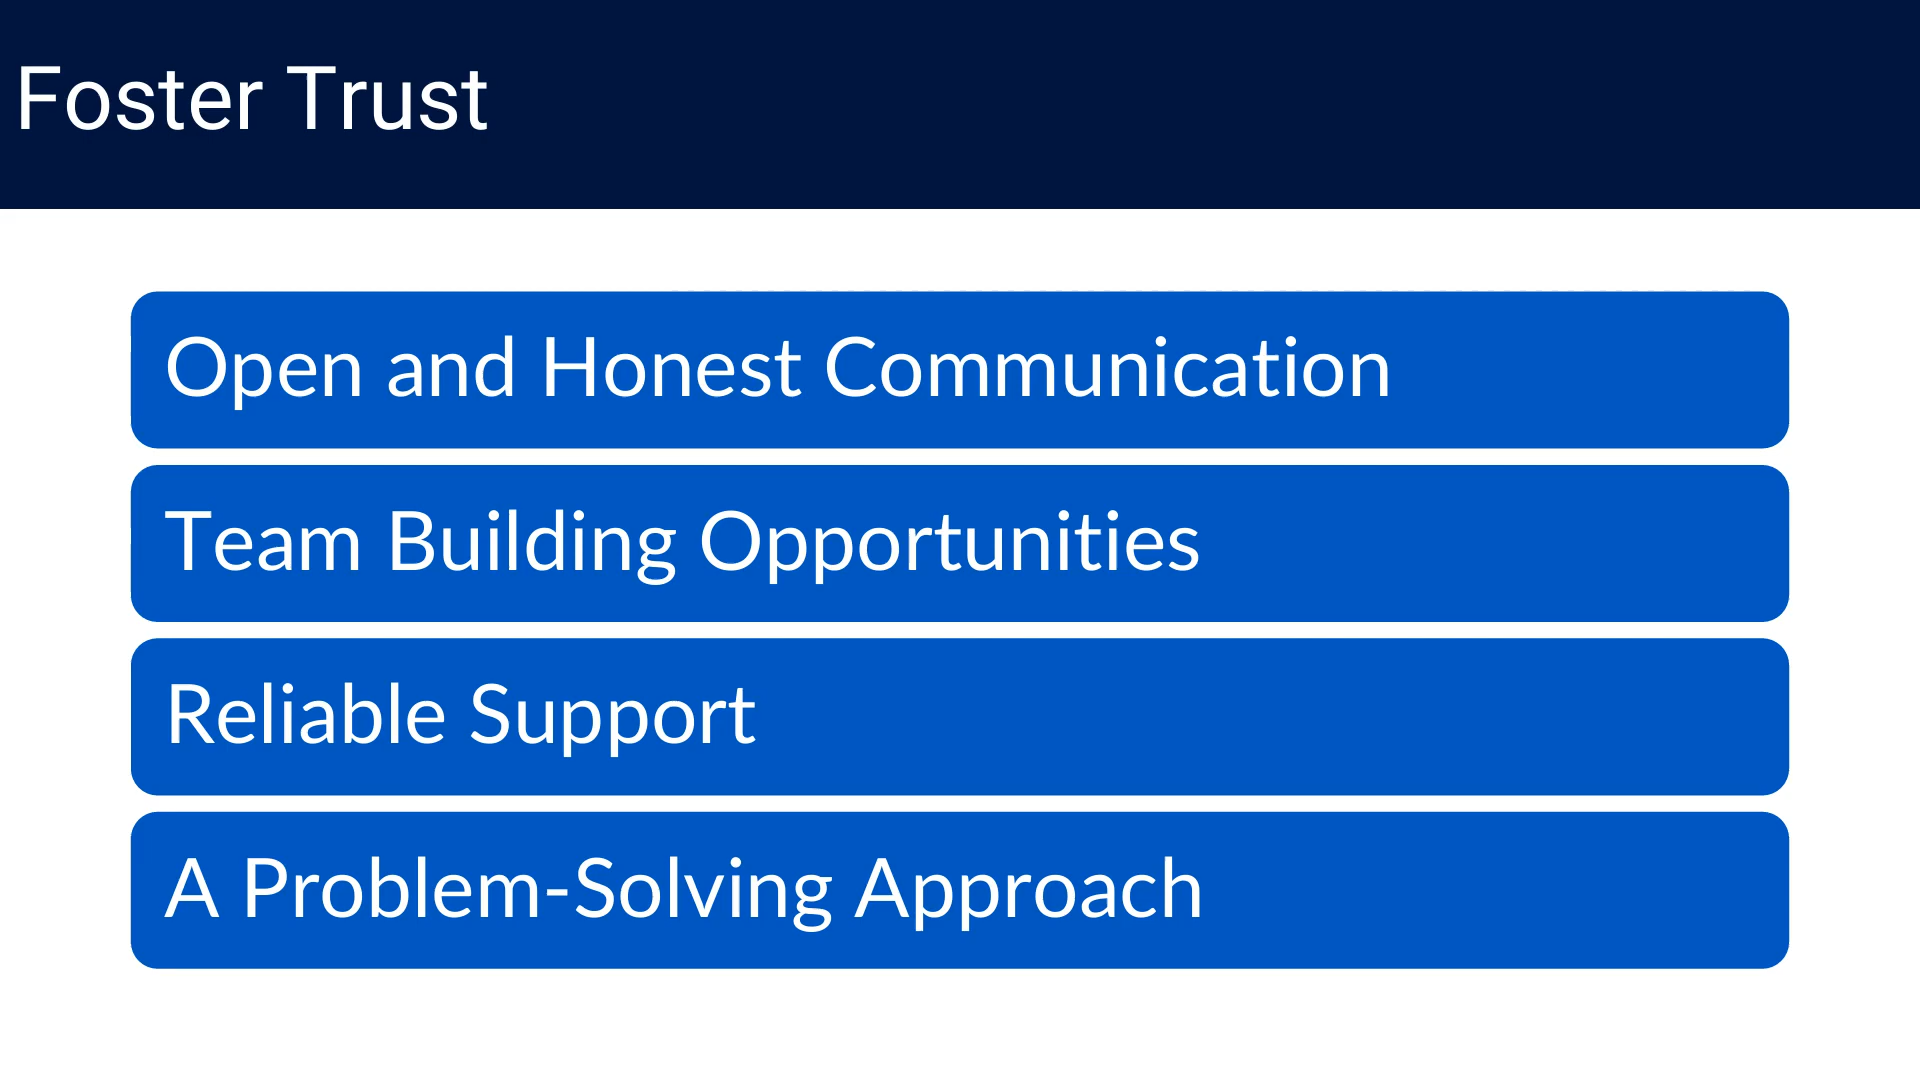 Foster Trust
Open and Honest Communication
Team Building Opportunities
Reliable Support
A Problem-Solving Approach